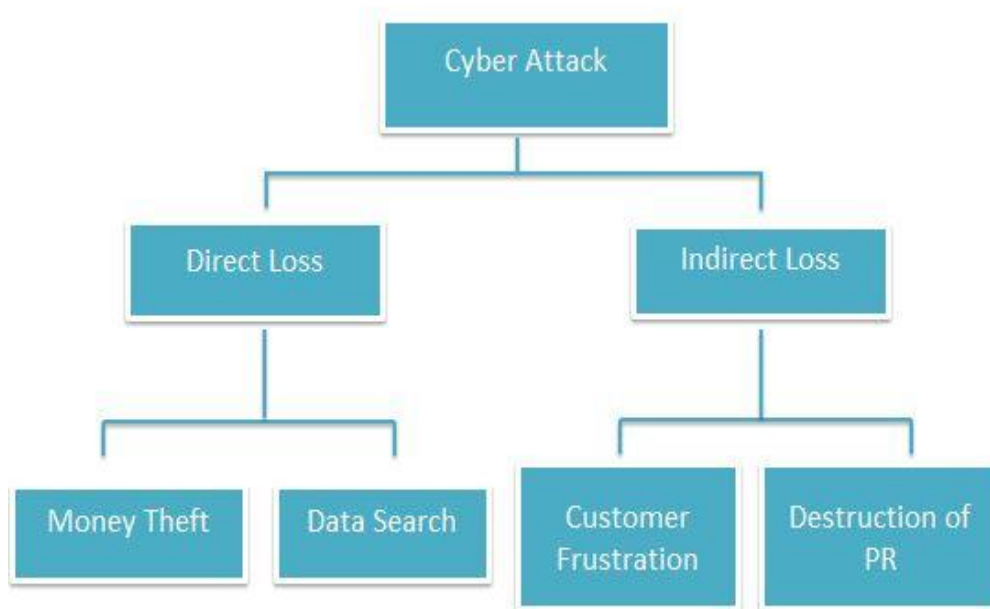 Cyber Attack
Direct Loss
Indirect Loss
Money Theft
Data Search
Customer
Frustration
Destruction of
PR